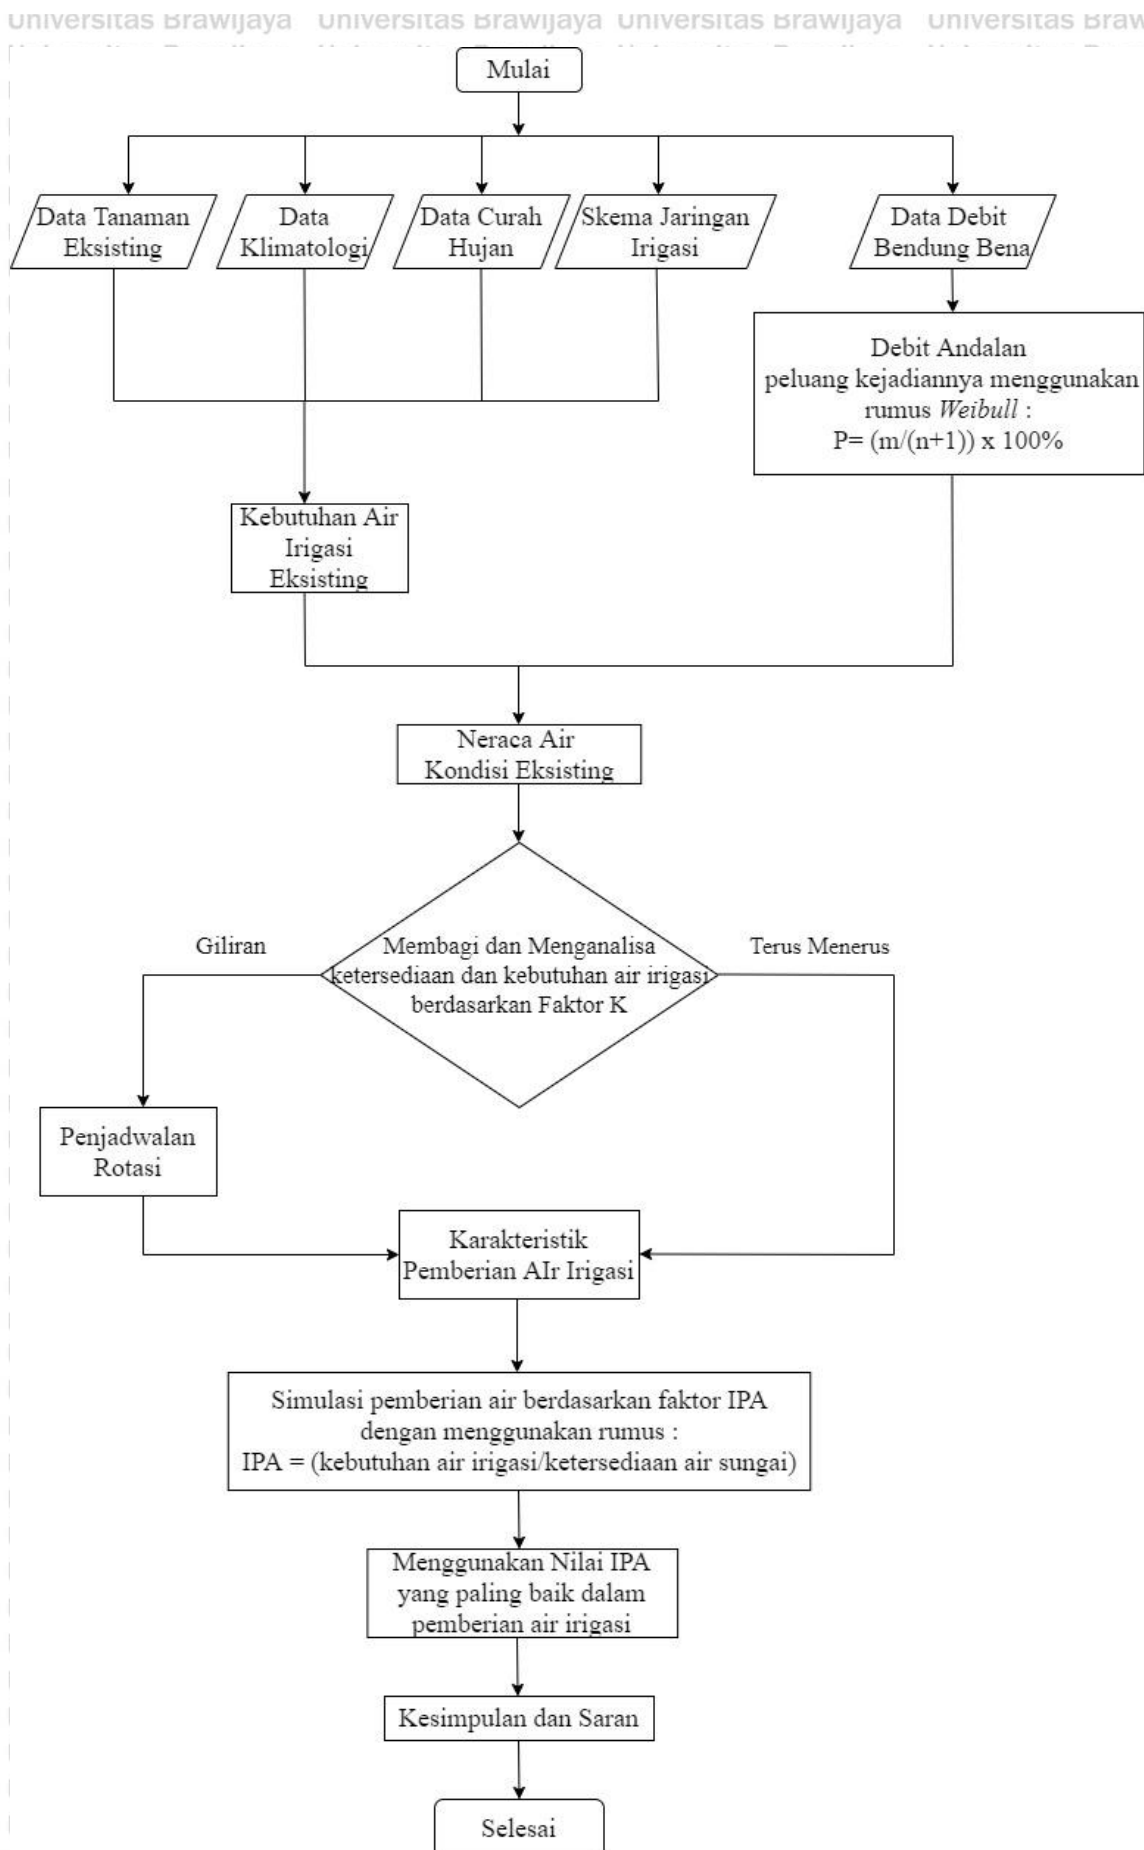 Universitas Brawijaya Universitas Brawijaya Universitas Brawijaya Universitas Braw
Mulai
Data Tanaman
Eksisting
Data
Klimatologi
Data Curah
Hujan
Skema Jaringan
Irigasi
Data Debit
Bendung Bena
Debit Andalan
peluang kejadiannya menggunakan
rumus Weibull :
P= (m/(n+1)) x 100%
Kebutuhan Air
Irigasi
Eksisting
Neraca Air
Kondisi Eksisting
Giliran
Membagi dan Menganalisa
ketersediaan dan kebutuhan air irigasi
berdasarkan Faktor K
Terus Menerus
Penjadwalan
Rotasi
Karakteristik
Pemberian AIr Irigasi
Simulasi pemberian air berdasarkan faktor IPA
dengan menggunakan rumus :
IPA = (kebutuhan air irigasi/ketersediaan air sungai)
Menggunakan Nilai IPA
yang paling baik dalam
pemberian air irigasi
Kesimpulan dan Saran
Selesai